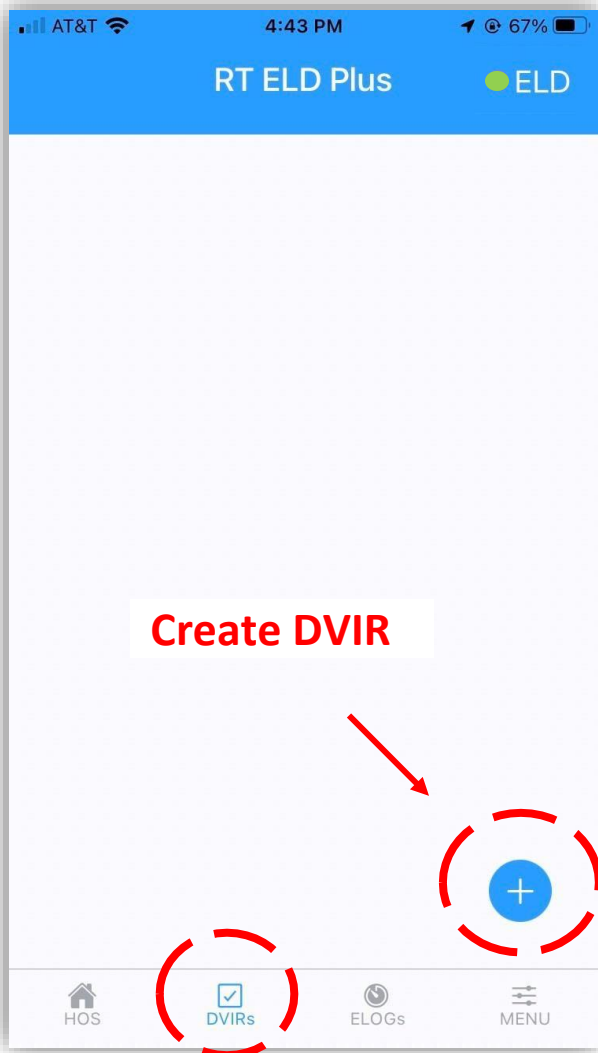 AT&T 4:43 PM 67%
RT ELD Plus ELD
Create DVIR
+
HOS DVIRs ELOGs MENU